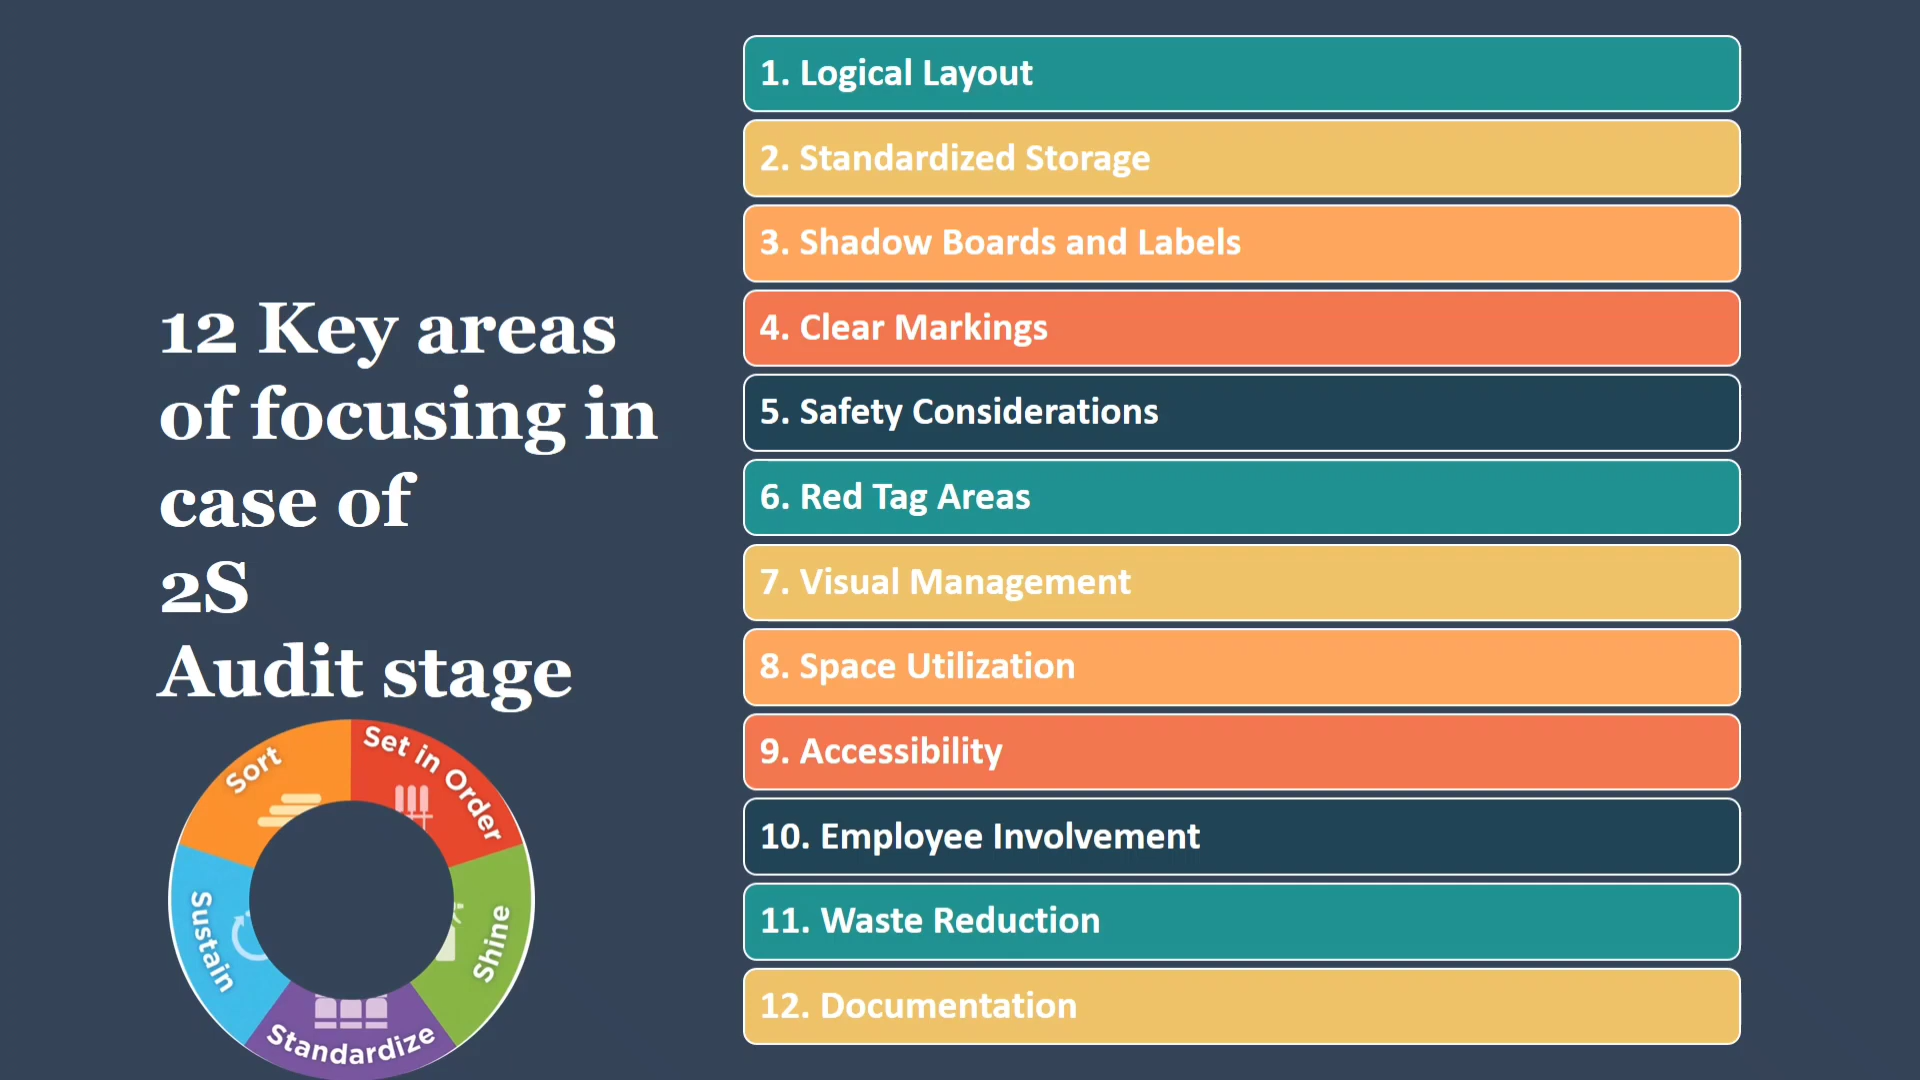 12 Key areas
of focusing in
case of
2S
Audit stage
Sort
Set in Order
Shine
Standardize
Sustain
1. Logical Layout
2. Standardized Storage
3. Shadow Boards and Labels
4. Clear Markings
5. Safety Considerations
6. Red Tag Areas
7. Visual Management
8. Space Utilization
9. Accessibility
10. Employee Involvement
11. Waste Reduction
12. Documentation